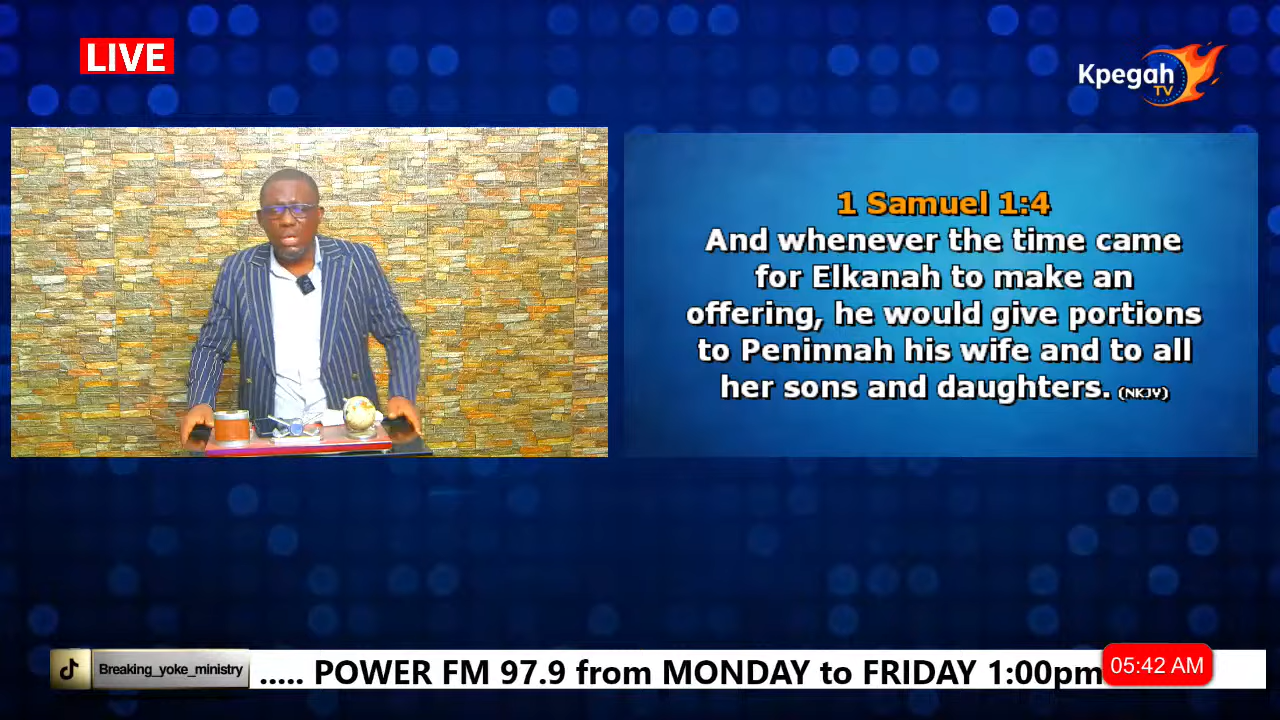 LIVE
Kpegah
TV
1 Samuel 1:4
And whenever the time came
for Elkanah to make an
offering, he would give portions
to Peninnah his wife and to all
her sons and daughters. (NKJV)
Breaking_yoke_ministry
..... POWER FM 97.9 from MONDAY to FRIDAY 1:00pm
05:42 AM